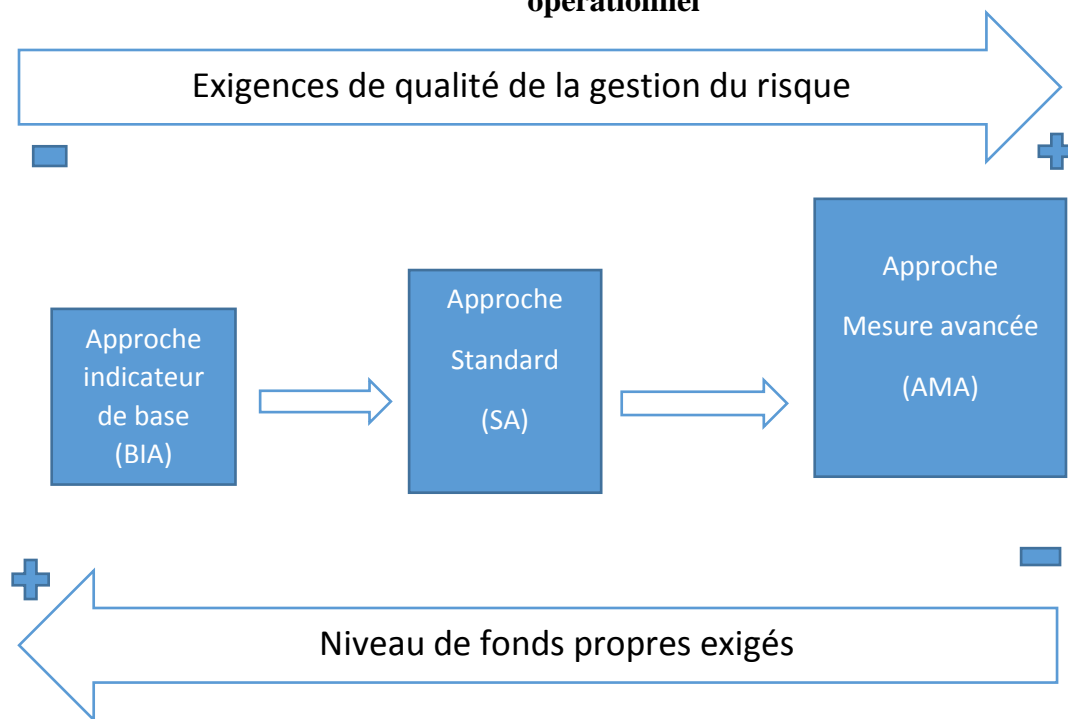 opérationnel
Exigences de qualité de la gestion du risque
Approche
indicateur
de base
(BIA)
Approche
Standard
(SA)
Approche
Mesure avancée
(AMA)
Niveau de fonds propres exigés